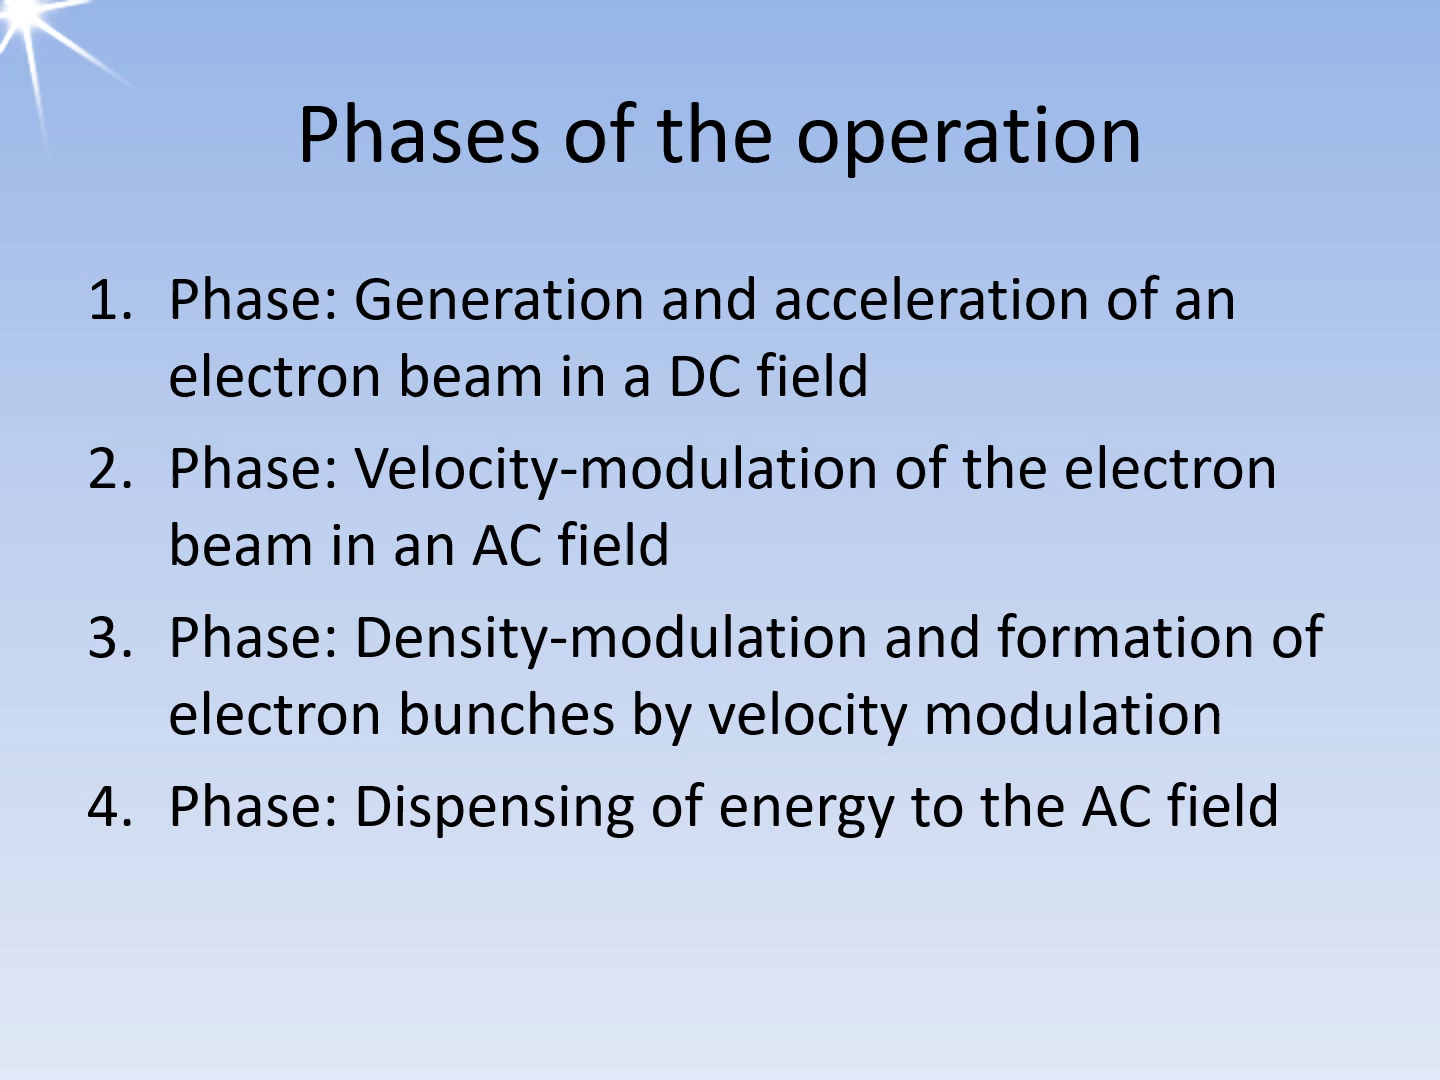 Phases of the operation
1. Phase: Generation and acceleration of an
electron beam in a DC field
2. Phase: Velocity-modulation of the electron
beam in an AC field
3. Phase: Density-modulation and formation of
electron bunches by velocity modulation
4. Phase: Dispensing of energy to the AC field